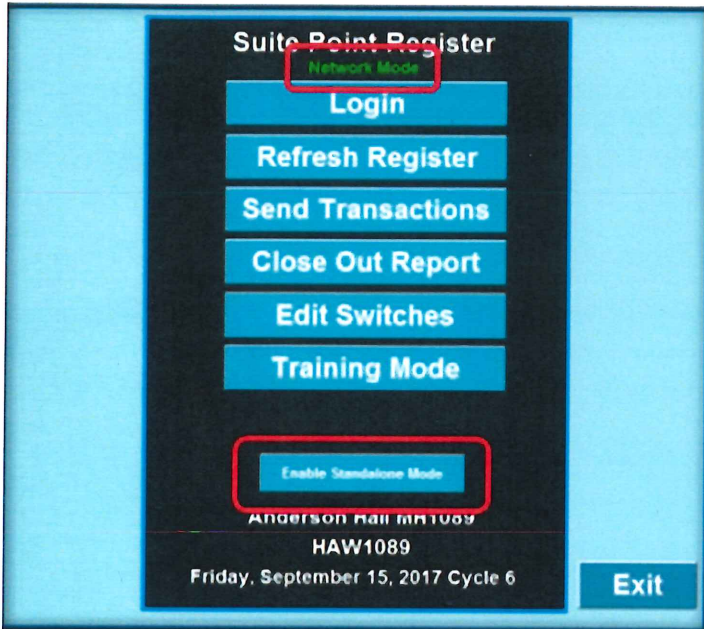 Suite Point Register
Network Mode
Login
Refresh Register
Send Transactions
Close Out Report
Edit Switches
Training Mode
Enable Standalone Mode
Anderson Hall MH1089
HAW1089
Friday, September 15, 2017 Cycle 6
Exit